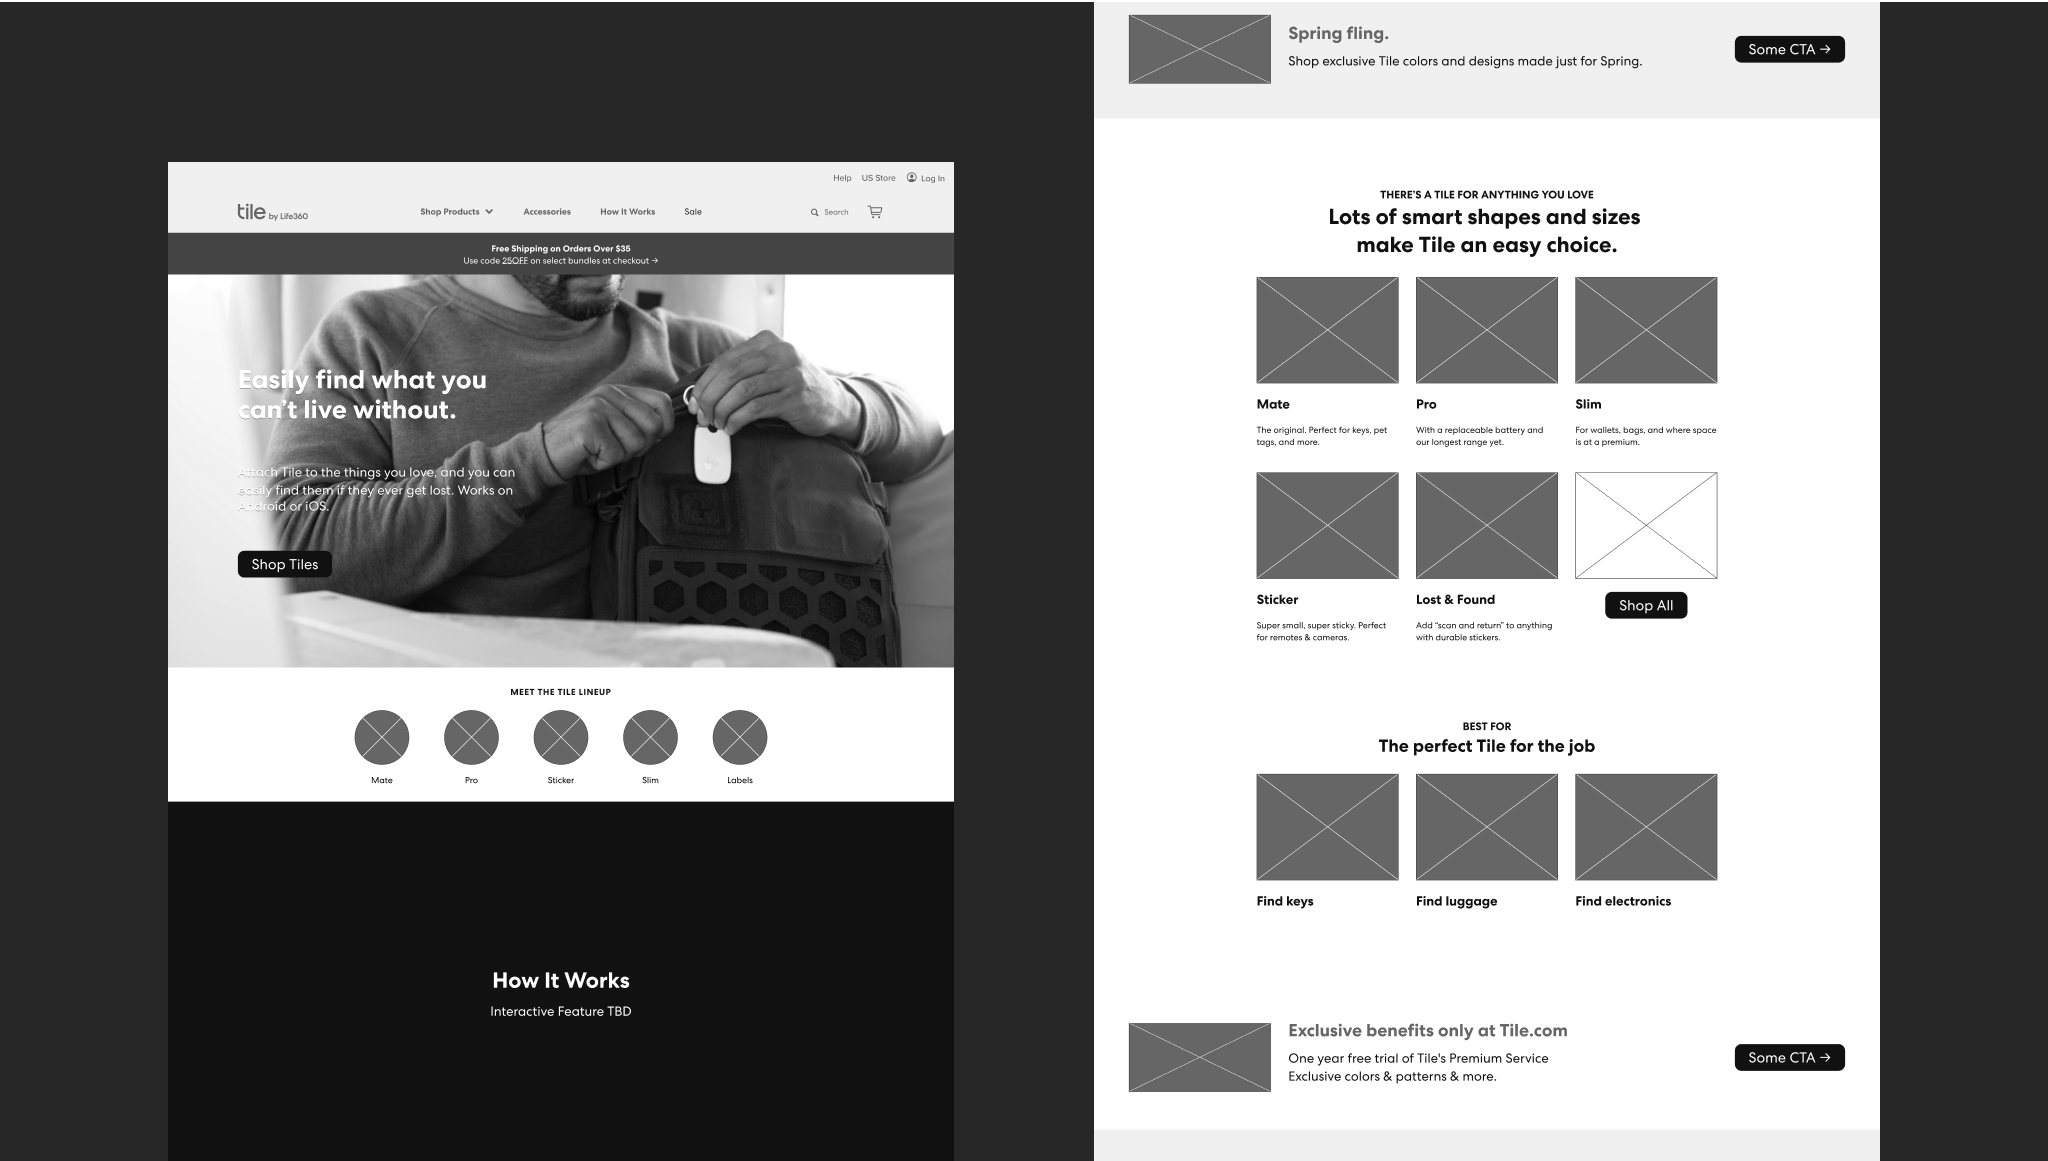 Help US Store Log In
tile by Life360
Shop Products Accessories How It Works Sale
Search
Free Shipping on Orders Over $35
Use code 25OFF on select bundles at checkout →
Easily find what you
can't live without.
Attach Tile to the things you love, and you can
easily find them if they ever get lost. Works on
Android or iOS.
Shop Tiles
MEET THE TILE LINEUP
Mate Pro Sticker Slim Labels
How It Works
Interactive Feature TBD
Spring fling.
Shop exclusive Tile colors and designs made just for Spring.
Some CTA →
THERE'S A TILE FOR ANYTHING YOU LOVE
Lots of smart shapes and sizes
make Tile an easy choice.
Mate
The original. Perfect for keys, pet
tags, and more.
Pro
With a replaceable battery and
our longest range yet.
Slim
For wallets, bags, and where space
is at a premium.
Sticker
Super small, super sticky. Perfect
for remotes & cameras.
Lost & Found
Add “scan and return” to anything
with durable stickers.
Shop All
BEST FOR
The perfect Tile for the job
Find keys
Find luggage
Find electronics
Exclusive benefits only at Tile.com
One year free trial of Tile's Premium Service
Exclusive colors & patterns & more.
Some CTA →